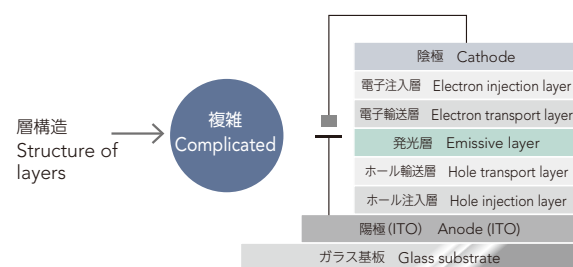 層構造
Structure of
layers
複雑
Complicated
陰極 Cathode
電子注入層 Electron injection layer
電子輸送層 Electron transport layer
発光層 Emissive layer
ホール輸送層 Hole transport layer
ホール注入層 Hole injection layer
陽極(ITO) Anode (ITO)
ガラス基板 Glass substrate